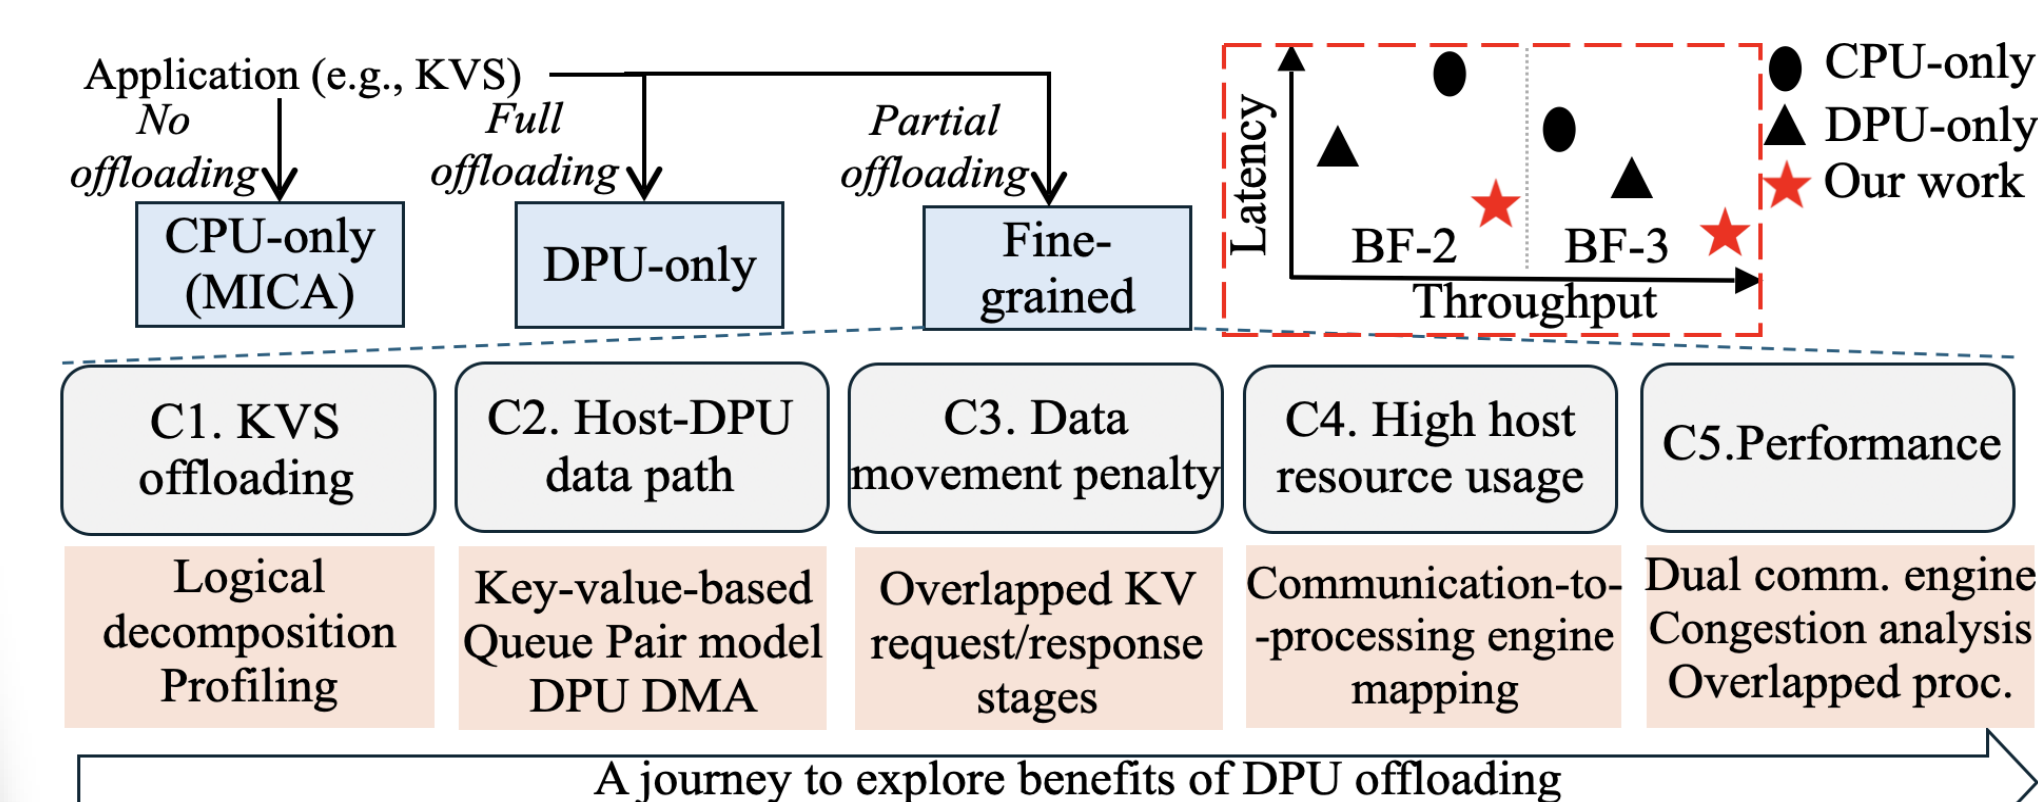 Application (e.g., KVS)
No
offloading
Full
offloading
Partial
offloading
CPU-only
(MICA)
DPU-only
Fine-
grained
Latency
BF-2
BF-3
Throughput
CPU-only
DPU-only
Our work
C1. KVS
offloading
C2. Host-DPU
data path
C3. Data
movement penalty
C4. High host
resource usage
C5.Performance
Logical
decomposition
Profiling
Key-value-based
Queue Pair model
DPU DMA
Overlapped KV
request/response
stages
Communication-to-
-processing engine
mapping
Dual comm. engine
Congestion analysis
Overlapped proc.
A journey to explore benefits of DPU offloading